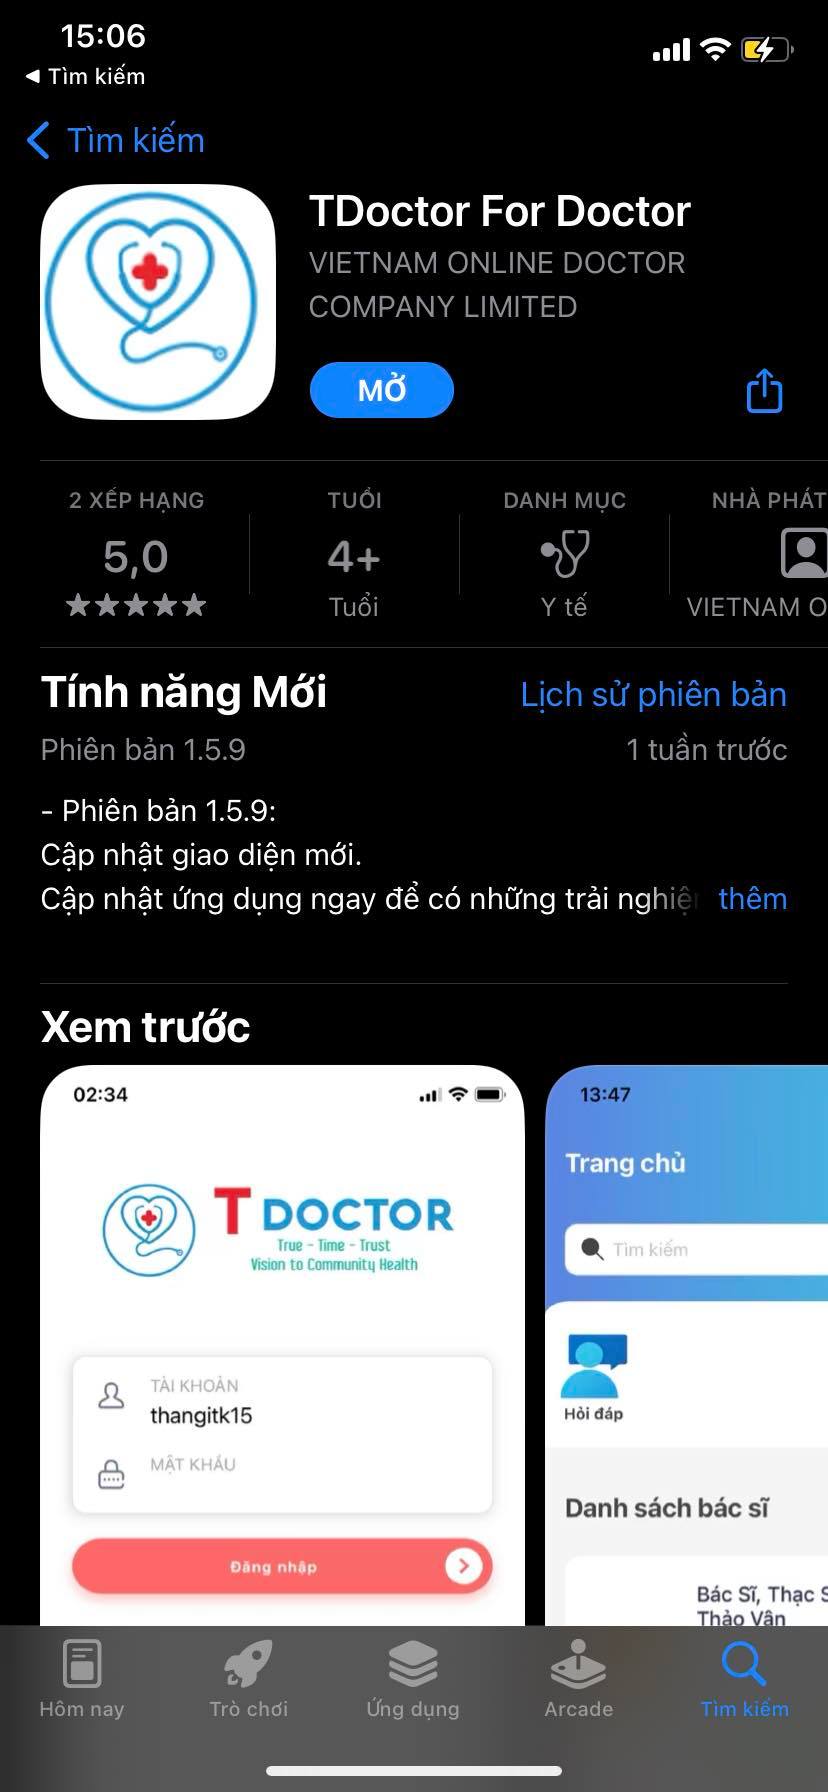 15:06
◀ Tìm kiếm
Tìm kiếm
TDoctor For Doctor
VIETNAM ONLINE DOCTOR
COMPANY LIMITED
MỞ
2 XẾP HẠNG
5,0
TUỔI
4+
Tuổi
DANH MỤC
Y tế
NHÀ PHÁT
VIETNAM O
Tính năng Mới
Lịch sử phiên bản
Phiên bản 1.5.9
1 tuần trước
- Phiên bản 1.5.9:
Cập nhật giao diện mới.
Cập nhật ứng dụng ngay để có những trải nghiệm thêm
Xem trước
02:34
T DOCTOR
True - Time - Trust
Vision to Community Health
TÀI KHOẢN
thangitk15
MẬT KHẨU
Đăng nhập
13:47
Trang chủ
Tìm kiếm
Hỏi đáp
Danh sách bác sĩ
Bác Sĩ, Thạc S
Thảo Vân
Hôm nay
Trò chơi
Ứng dụng
Arcade
Tìm kiếm